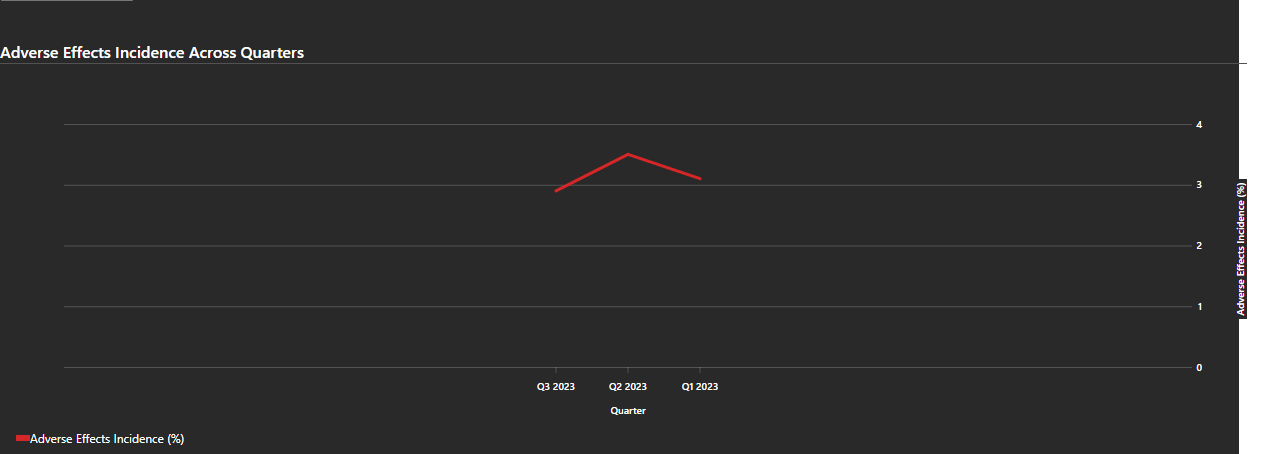 Adverse Effects Incidence Across Quarters
4
3
2
1
0
Adverse Effects Incidence (%)
Q3 2023 Q2 2023 Q1 2023
Quarter
Adverse Effects Incidence (%)